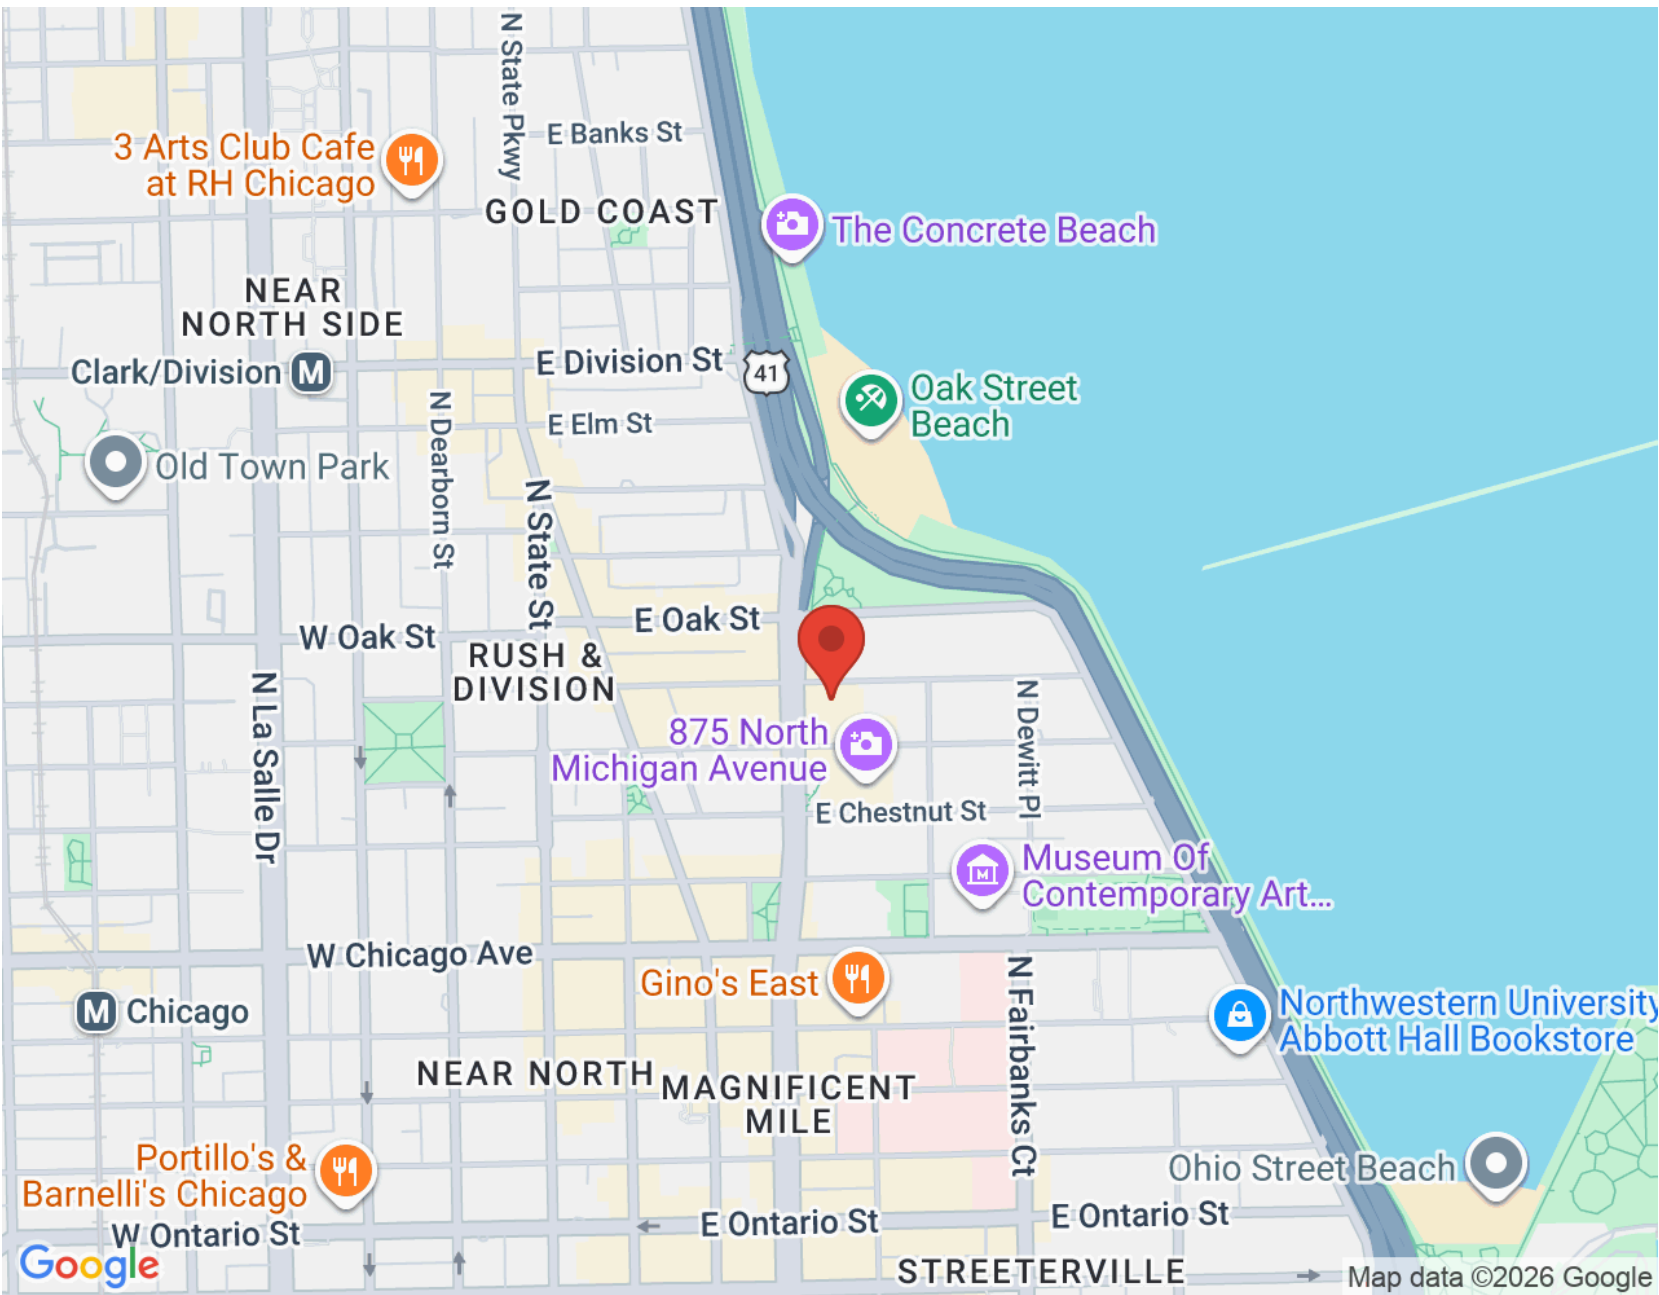 N State Pkwy
E Banks St
3 Arts Club Cafe
at RH Chicago
GOLD COAST
The Concrete Beach
NEAR
NORTH SIDE
E Division St
41
Clark/Division
M
Oak Street
Beach
N Dearborn St
E Elm St
Old Town Park
N State St
E Oak St
W Oak St
RUSH &
DIVISION
N La Salle Dr
N Dewitt Pl
875 North
Michigan Avenue
E Chestnut St
Museum Of
Contemporary Art...
M
W Chicago Ave
Gino's East
N Fairbanks Ct
M
Chicago
Northwestern University
Abbott Hall Bookstore
NEAR NORTH
MAGNIFICENT
MILE
Portillo's &
Barnelli's Chicago
Ohio Street Beach
W Ontario St
E Ontario St
E Ontario St
Google
STREETERVILLE
Map data ©2026 Google